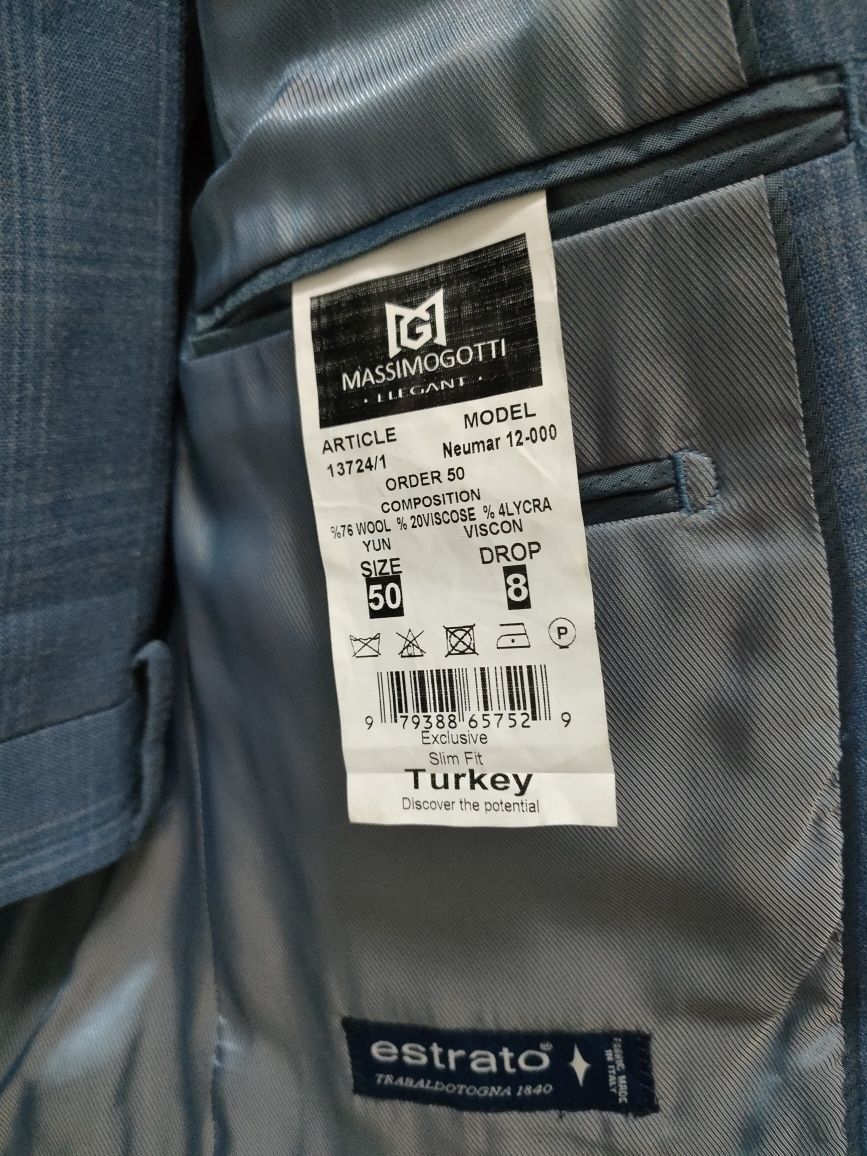 MG
MASSIMOGOTTI
• ELEGANT •
ARTICLE MODEL
13724/1 Neumar 12-000
ORDER 50
COMPOSITION
%76 WOOL % 20VISCOSE % 4LYCRA
YUN VISCON
SIZE DROP
50 8
CL P
9 79388 65752 9
Exclusive
Slim Fit
Turkey
Discover the potential
estrato®
TRABALDOTOGNA 1840
FABRIC MADE
IN ITALY